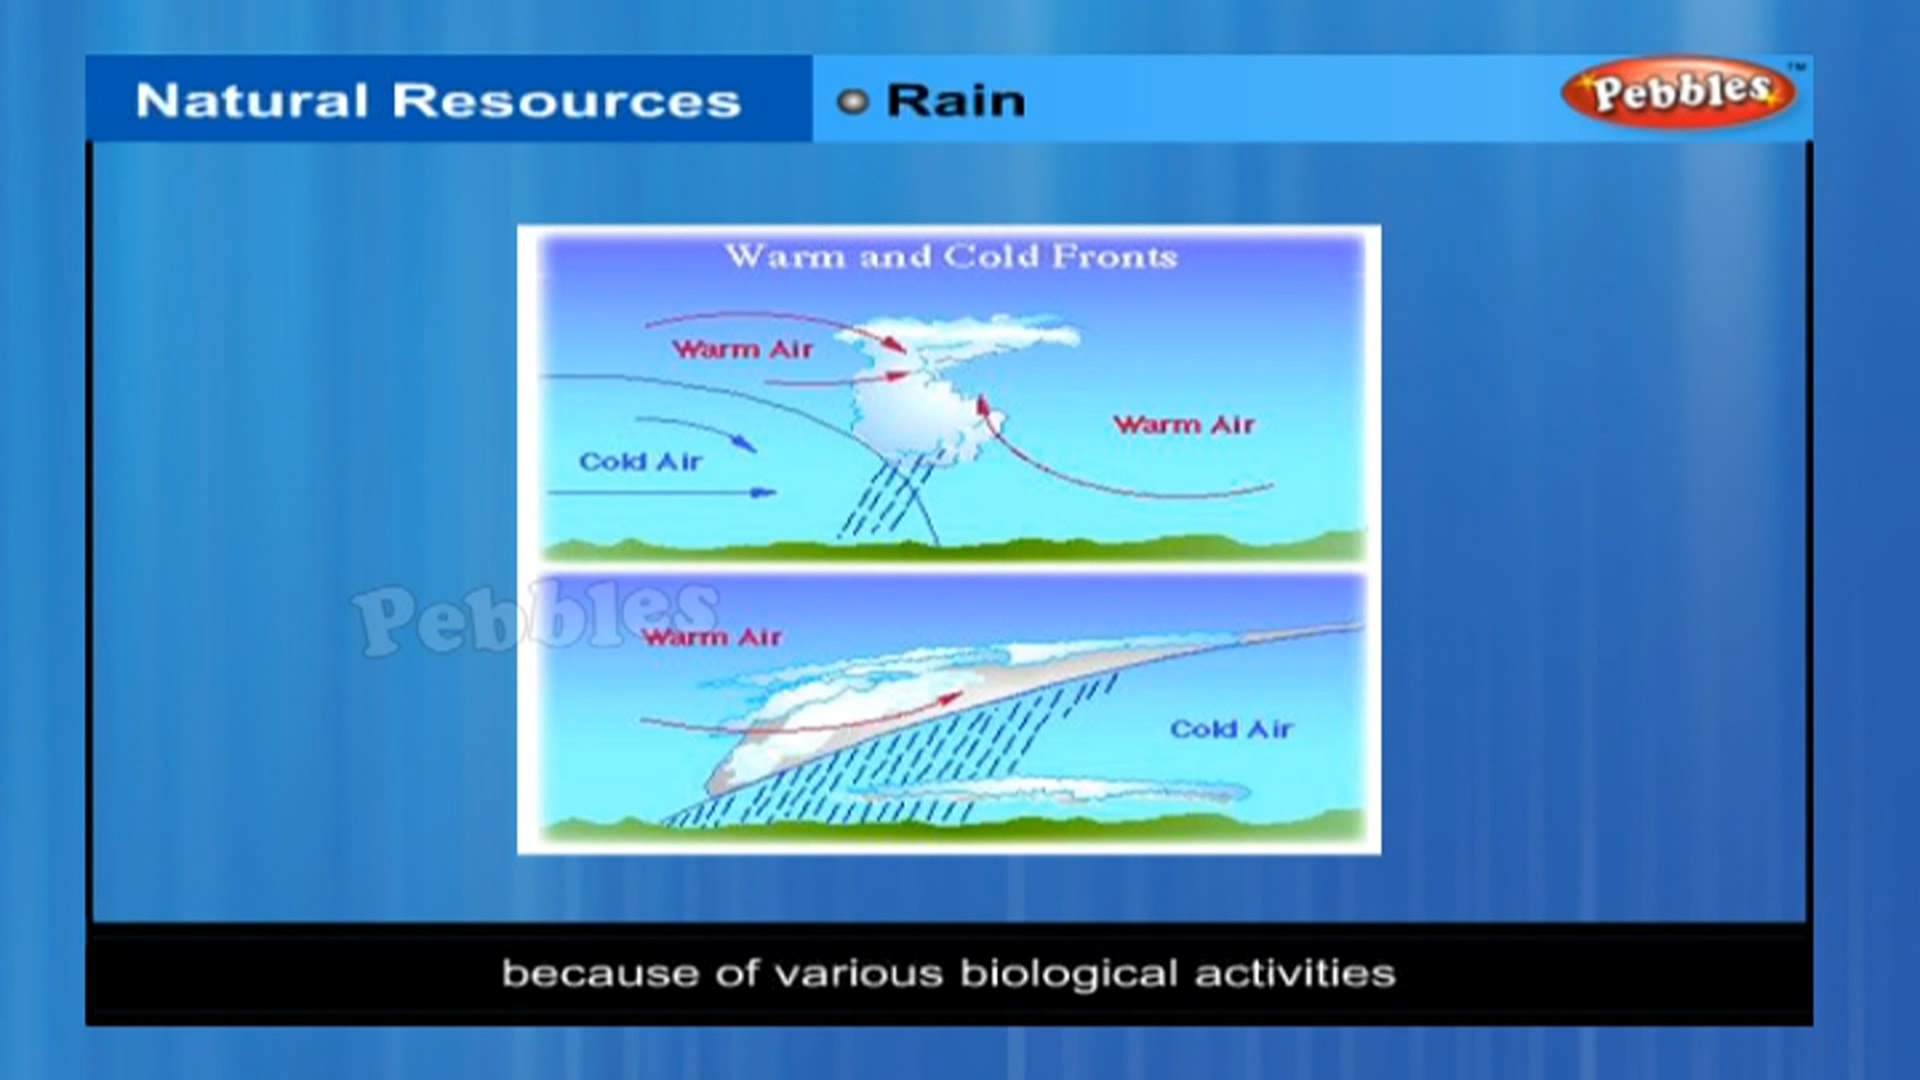 Natural Resources
Rain
Pebbles™
Warm and Cold Fronts
Warm Air
Warm Air
Cold Air
Pebbles
Warm Air
Cold Air
because of various biological activities